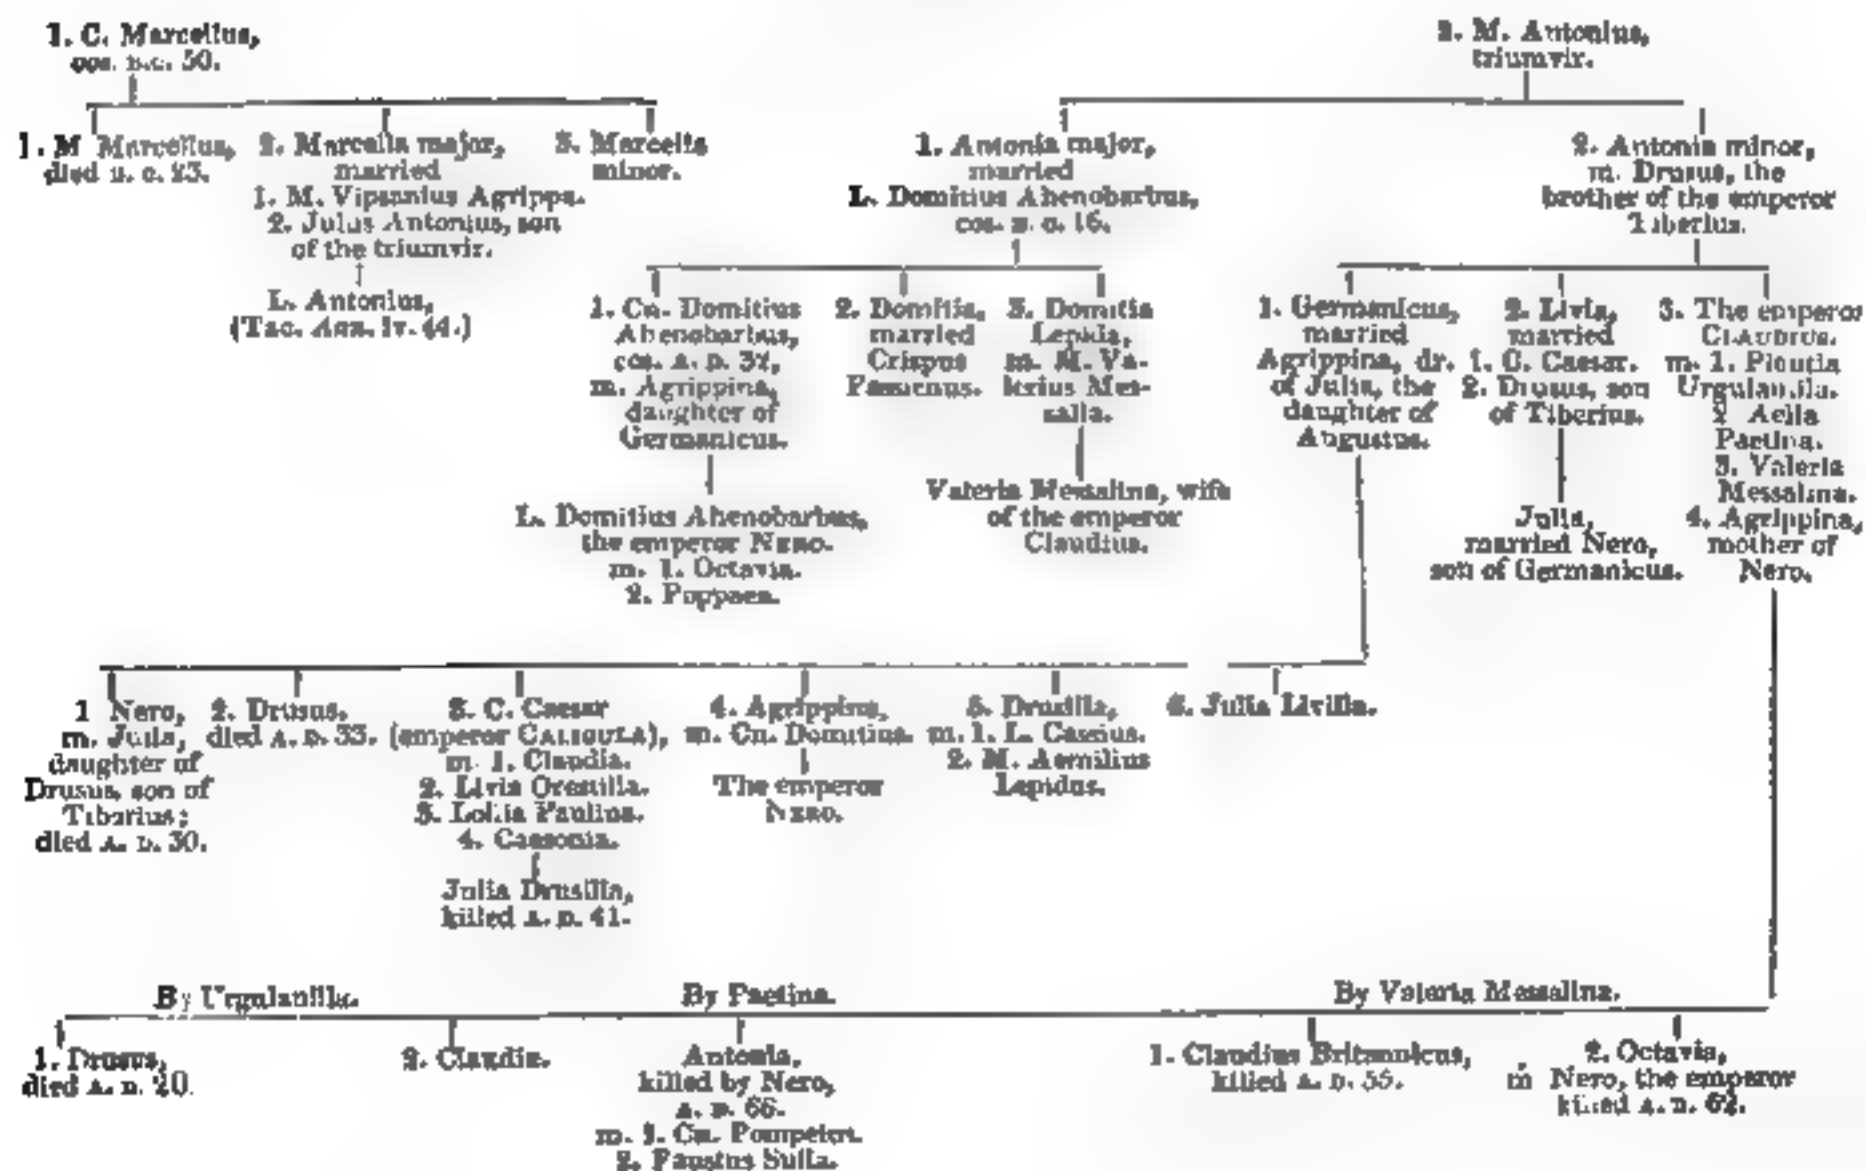 1. C. Marcellus,
cos. B.C. 50.
2. M. Antonius,
triumvir.
1. M Marcellus,
died B. C. 23.
2. Marcella major,
married
1. M. Vipsanius Agrippa.
2. Julus Antonius, son
of the triumvir.
L. Antonius,
(Tac. Ann. iv. 44.)
3. Marcella
minor.
1. Antonia major,
married
L. Domitius Ahenobarbus,
cos. B. C. 16.
2. Antonia minor,
m. Drusus, the
brother of the emperor
Tiberius.
1. Cn. Domitius
Ahenobarbus,
cos. A. D. 32,
m. Agrippina,
daughter of
Germanicus.
L. Domitius Ahenobarbus,
the emperor NERO.
m. 1. Octavia.
2. Poppaea.
2. Domitia,
married
Crispus
Passienus.
3. Domitia
Lepida,
m. M. Va-
lerius Mes-
salla.
Valeria Messalina, wife
of the emperor
Claudius.
1. Germanicus,
married
Agrippina, dr.
of Julia, the
daughter of
Augustus.
2. Livia,
married
1. C. Caesar.
2. Drusus, son
of Tiberius.
Julia,
married Nero,
son of Germanicus.
3. The emperor
CLAUDIUS.
m. 1. Plautia
Urgulanilla.
2 Aelia
Paetina.
3. Valeria
Messalina.
4. Agrippina,
mother of
Nero.
1 Nero,
m. Julia,
daughter of
Drusus, son of
Tiberius;
died A. D. 30.
2. Drusus.
died A. D. 33.
3. C. Caesar
(emperor CALIGULA),
m. 1. Claudia.
2. Livia Orestilla.
3. Lollia Paulina.
4. Caesonia.
Julia Drusilla,
killed A. D. 41.
4. Agrippina,
m. Cn. Domitius.
The emperor
NERO.
5. Drusilla,
m. 1. L. Cassius.
2. M. Aemilius
Lepidus.
6. Julia Livilla.
By Urgulanilla.
By Paetina.
By Valeria Messalina.
1. Drusus,
died A. D. 20.
2. Claudia.
Antonia,
killed by Nero,
A. D. 66.
m. 1. Cn. Pompeius.
2. Faustus Sulla.
1. Claudius Britannicus,
killed A. D. 55.
2. Octavia,
m Nero, the emperor
killed A. D. 62.